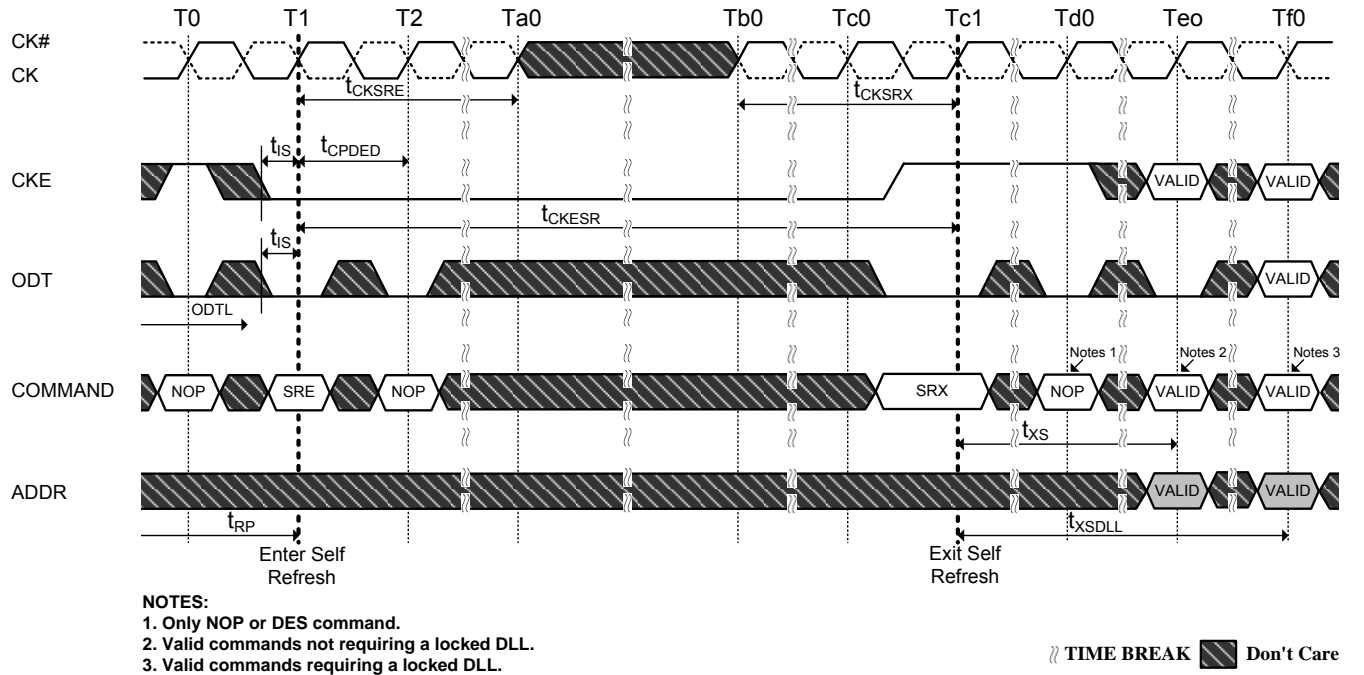 T0 T1 T2 Ta0 Tb0 Tc0 Tc1 Td0 Teo Tf0
CK#
CK
tCKSRE tCKSRX
tIS tCPDED
CKE VALID VALID
tCKESR
tIS
ODT VALID
ODTL
Notes 1 Notes 2 Notes 3
COMMAND NOP SRE NOP SRX NOP VALID VALID
tXS
ADDR VALID VALID
tRP tXSDLL
Enter Self
Refresh
Exit Self
Refresh
NOTES:
1. Only NOP or DES command.
2. Valid commands not requiring a locked DLL.
3. Valid commands requiring a locked DLL.
TIME BREAK Don't Care